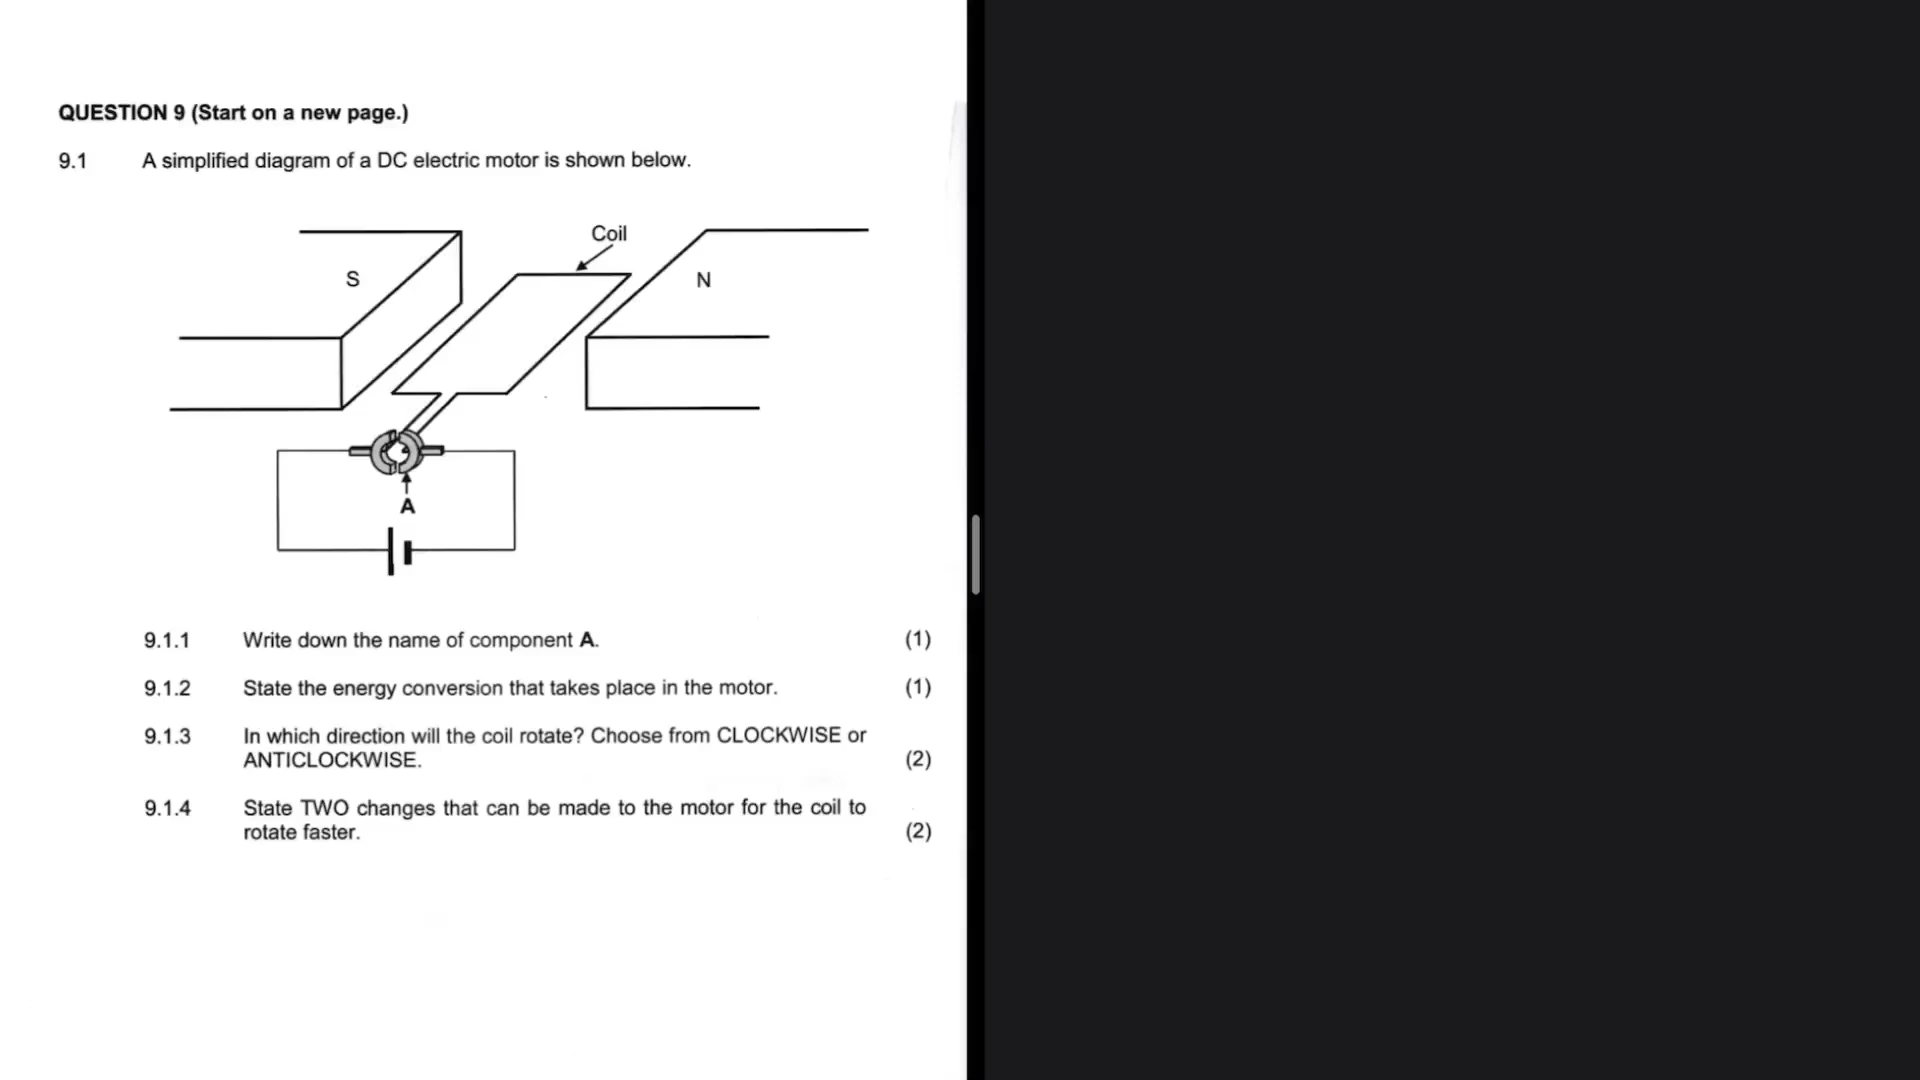 QUESTION 9 (Start on a new page.)
9.1 A simplified diagram of a DC electric motor is shown below.
Coil
S
N
A
9.1.1 Write down the name of component A. (1)
9.1.2 State the energy conversion that takes place in the motor. (1)
9.1.3 In which direction will the coil rotate? Choose from CLOCKWISE or
ANTICLOCKWISE. (2)
9.1.4 State TWO changes that can be made to the motor for the coil to
rotate faster. (2)